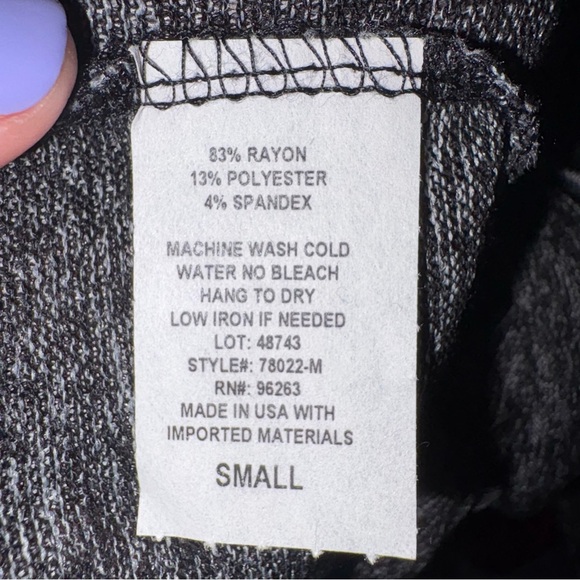 83% RAYON
13% POLYESTER
4% SPANDEX
MACHINE WASH COLD
WATER NO BLEACH
HANG TO DRY
LOW IRON IF NEEDED
LOT: 48743
STYLE#: 78022-M
RN#: 96263
MADE IN USA WITH
IMPORTED MATERIALS
SMALL